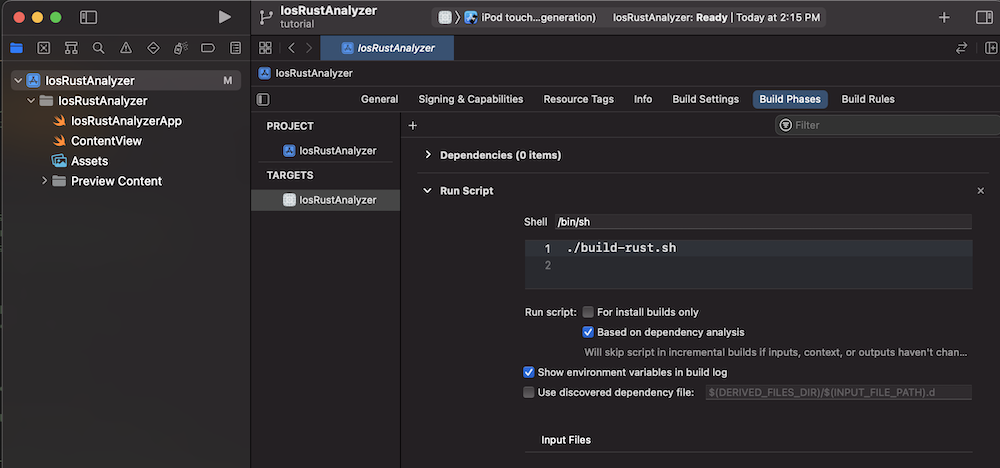 IosRustAnalyzer
tutorial
iPod touch...generation)
IosRustAnalyzer: Ready | Today at 2:15 PM
IosRustAnalyzer
IosRustAnalyzer M
IosRustAnalyzer
IosRustAnalyzerApp
ContentView
Assets
Preview Content
IosRustAnalyzer
General Signing & Capabilities Resource Tags Info Build Settings Build Phases Build Rules
PROJECT
IosRustAnalyzer
TARGETS
IosRustAnalyzer
Filter
Dependencies (0 items)
Run Script
Shell /bin/sh
1 ./build-rust.sh
2
Run script: For install builds only
Based on dependency analysis
Will skip script in incremental builds if inputs, context, or outputs haven't chan...
Show environment variables in build log
Use discovered dependency file: $(DERIVED_FILES_DIR)/$(INPUT_FILE_PATH).d
Input Files